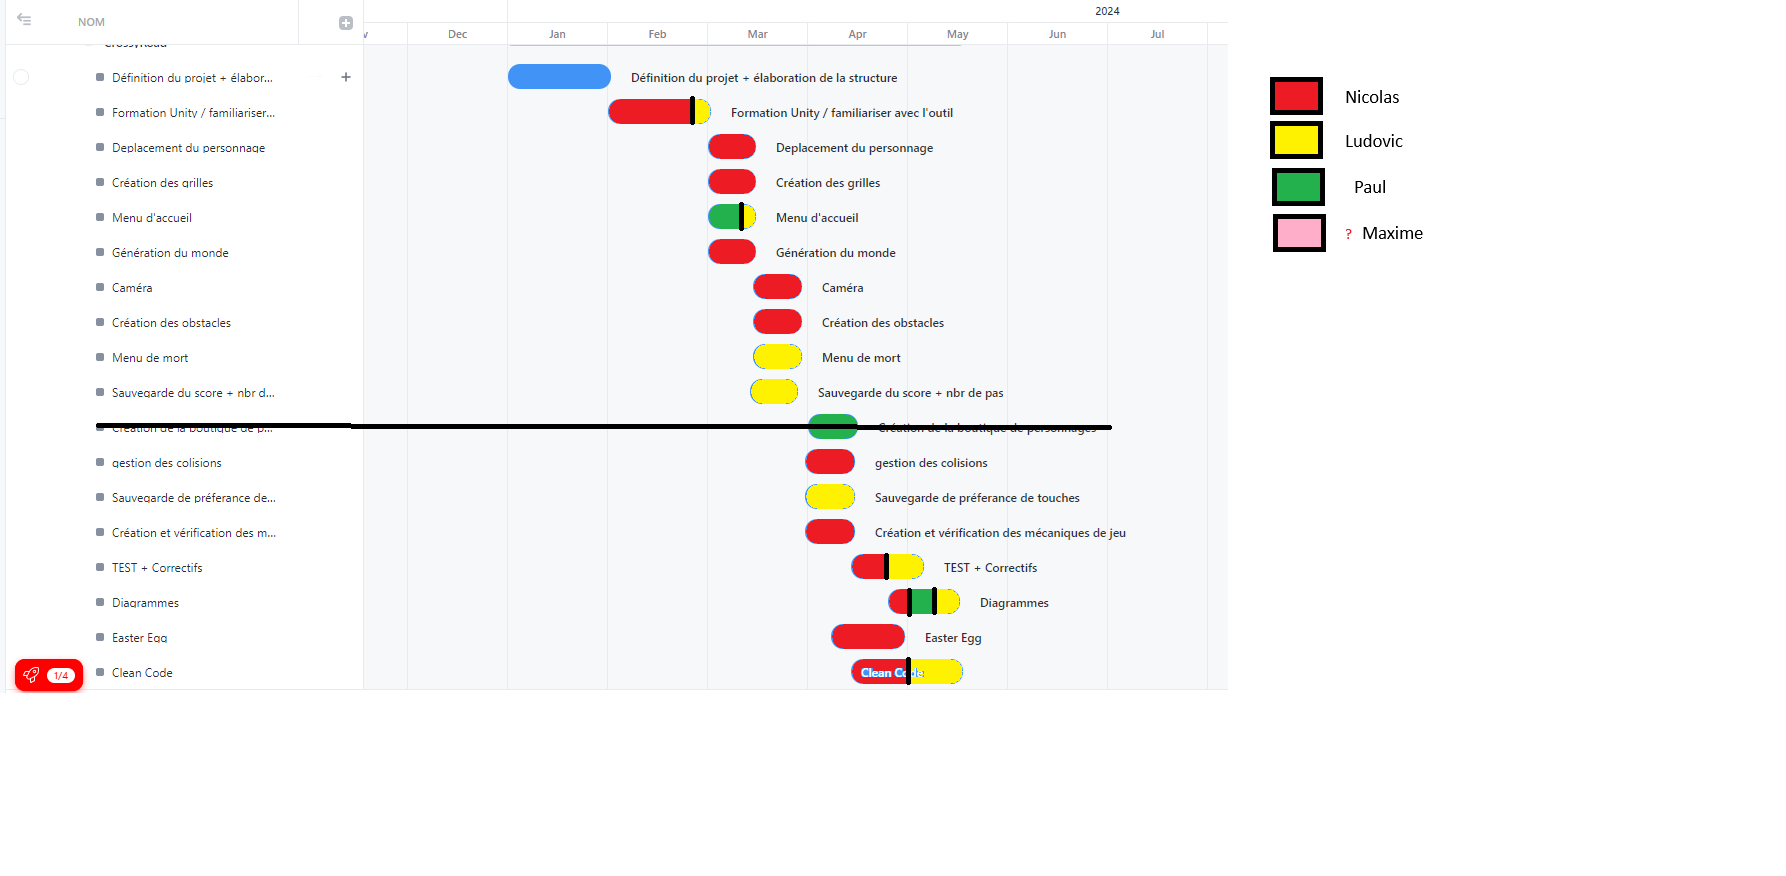 2024
NOM
v Dec Jan Feb Mar Apr May Jun Jul
CrossyRoad
Définition du projet + élabor... Définition du projet + élaboration de la structure
Formation Unity / familiariser... Formation Unity / familiariser avec l'outil
Deplacement du personnage Deplacement du personnage
Création des grilles Création des grilles
Menu d'accueil Menu d'accueil
Génération du monde Génération du monde
Caméra Caméra
Création des obstacles Création des obstacles
Menu de mort Menu de mort
Sauvegarde du score + nbr d... Sauvegarde du score + nbr de pas
Création de la boutique de p... Création de la boutique de personnages
gestion des colisions gestion des colisions
Sauvegarde de préferance de... Sauvegarde de préferance de touches
Création et vérification des m... Création et vérification des mécaniques de jeu
TEST + Correctifs TEST + Correctifs
Diagrammes Diagrammes
Easter Egg Easter Egg
Clean Code Clean Code
1/4
Nicolas
Ludovic
Paul
? Maxime